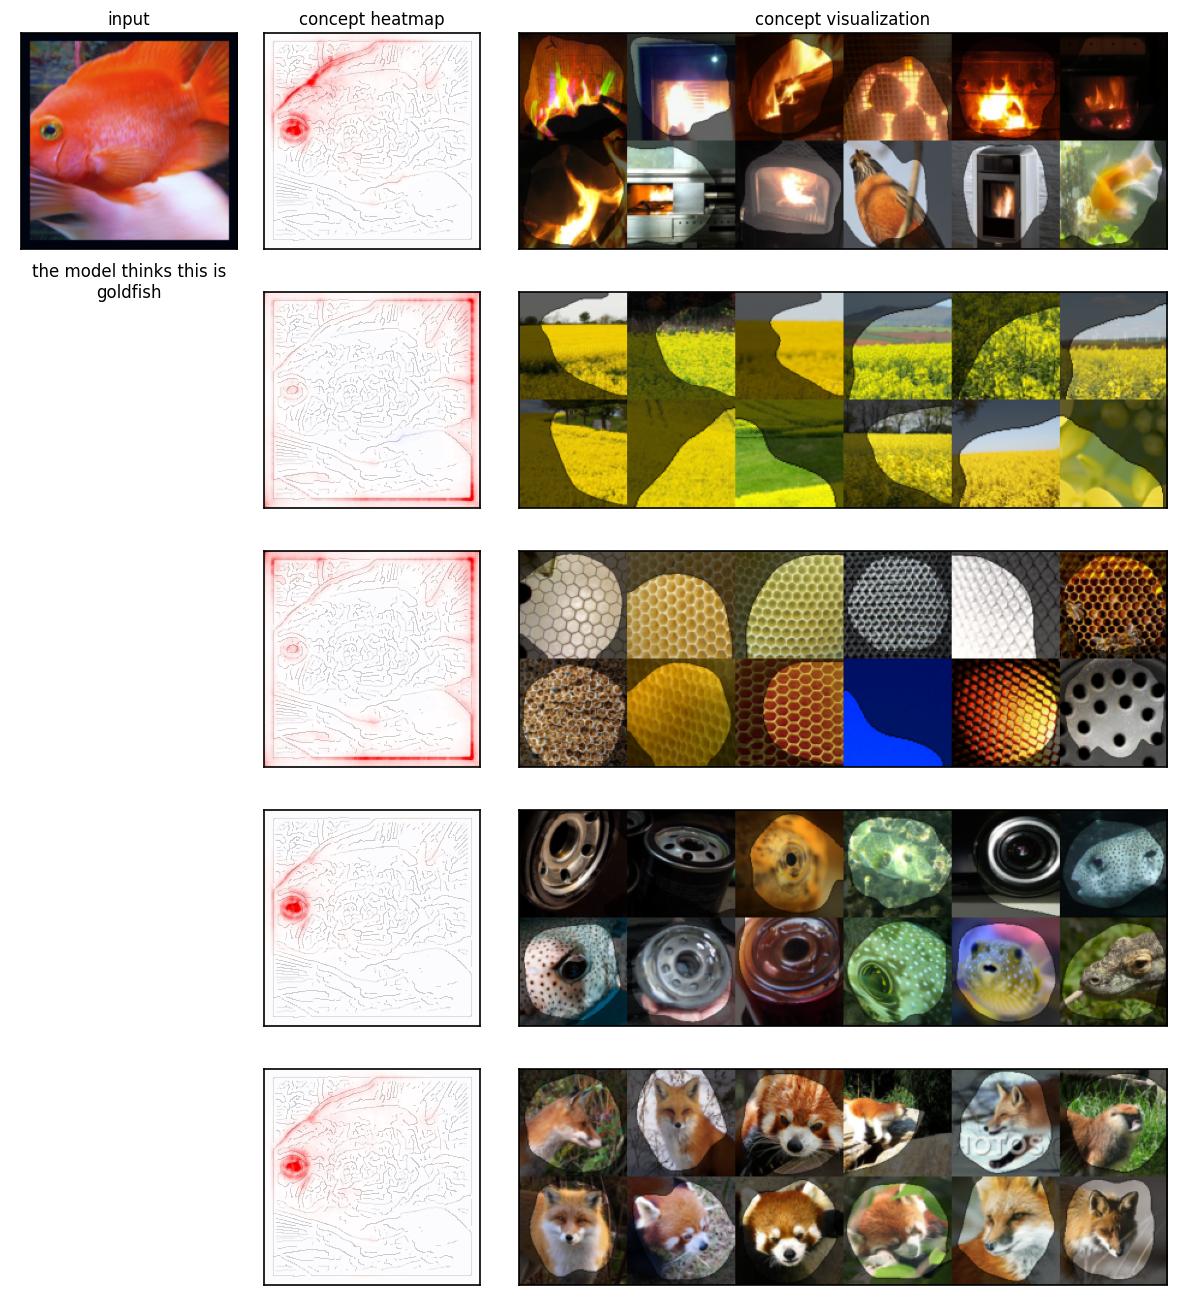 input
concept heatmap
concept visualization
the model thinks this is
goldfish